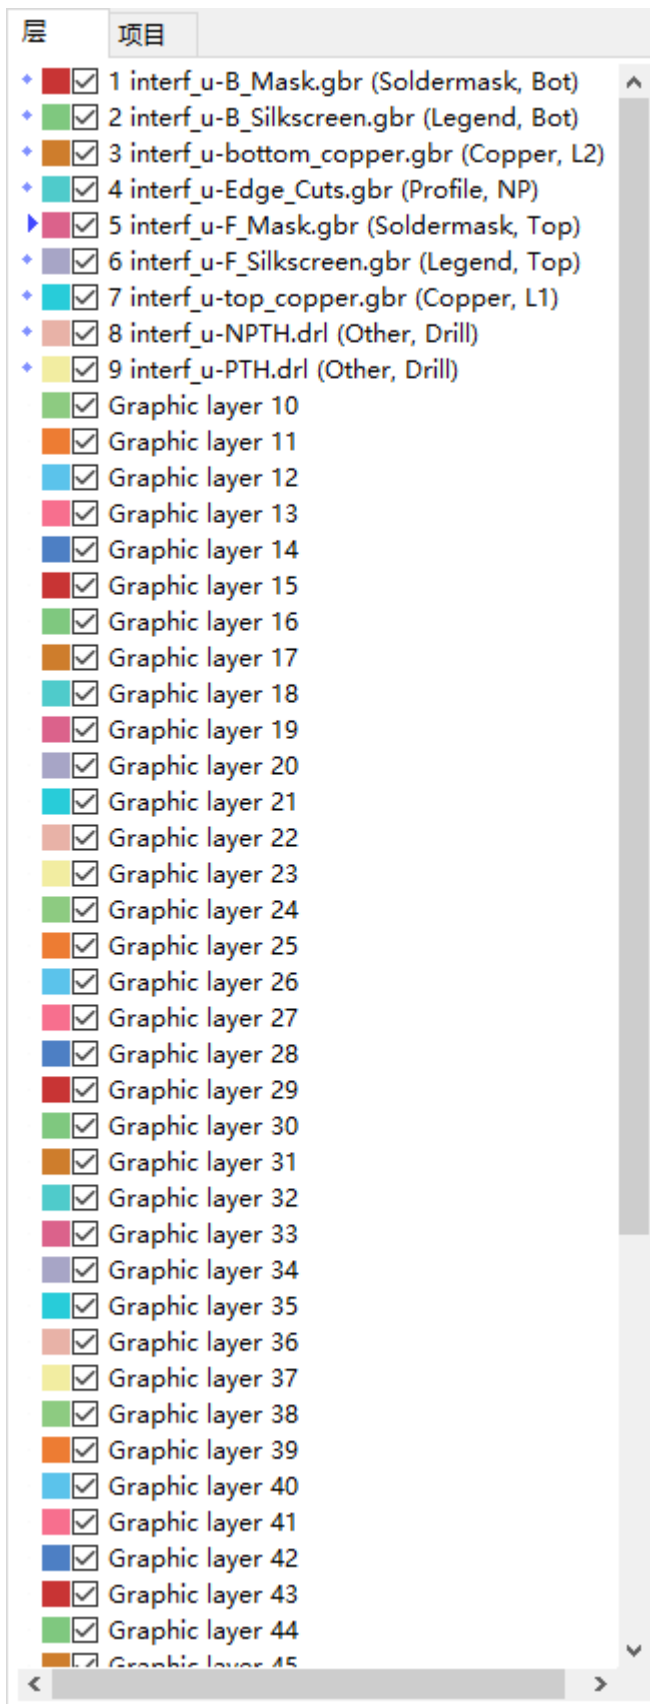 层 项目
1 interf_u-B_Mask.gbr (Soldermask, Bot)
2 interf_u-B_Silkscreen.gbr (Legend, Bot)
3 interf_u-bottom_copper.gbr (Copper, L2)
4 interf_u-Edge_Cuts.gbr (Profile, NP)
5 interf_u-F_Mask.gbr (Soldermask, Top)
6 interf_u-F_Silkscreen.gbr (Legend, Top)
7 interf_u-top_copper.gbr (Copper, L1)
8 interf_u-NPTH.drl (Other, Drill)
9 interf_u-PTH.drl (Other, Drill)
Graphic layer 10
Graphic layer 11
Graphic layer 12
Graphic layer 13
Graphic layer 14
Graphic layer 15
Graphic layer 16
Graphic layer 17
Graphic layer 18
Graphic layer 19
Graphic layer 20
Graphic layer 21
Graphic layer 22
Graphic layer 23
Graphic layer 24
Graphic layer 25
Graphic layer 26
Graphic layer 27
Graphic layer 28
Graphic layer 29
Graphic layer 30
Graphic layer 31
Graphic layer 32
Graphic layer 33
Graphic layer 34
Graphic layer 35
Graphic layer 36
Graphic layer 37
Graphic layer 38
Graphic layer 39
Graphic layer 40
Graphic layer 41
Graphic layer 42
Graphic layer 43
Graphic layer 44
Graphic layer 45